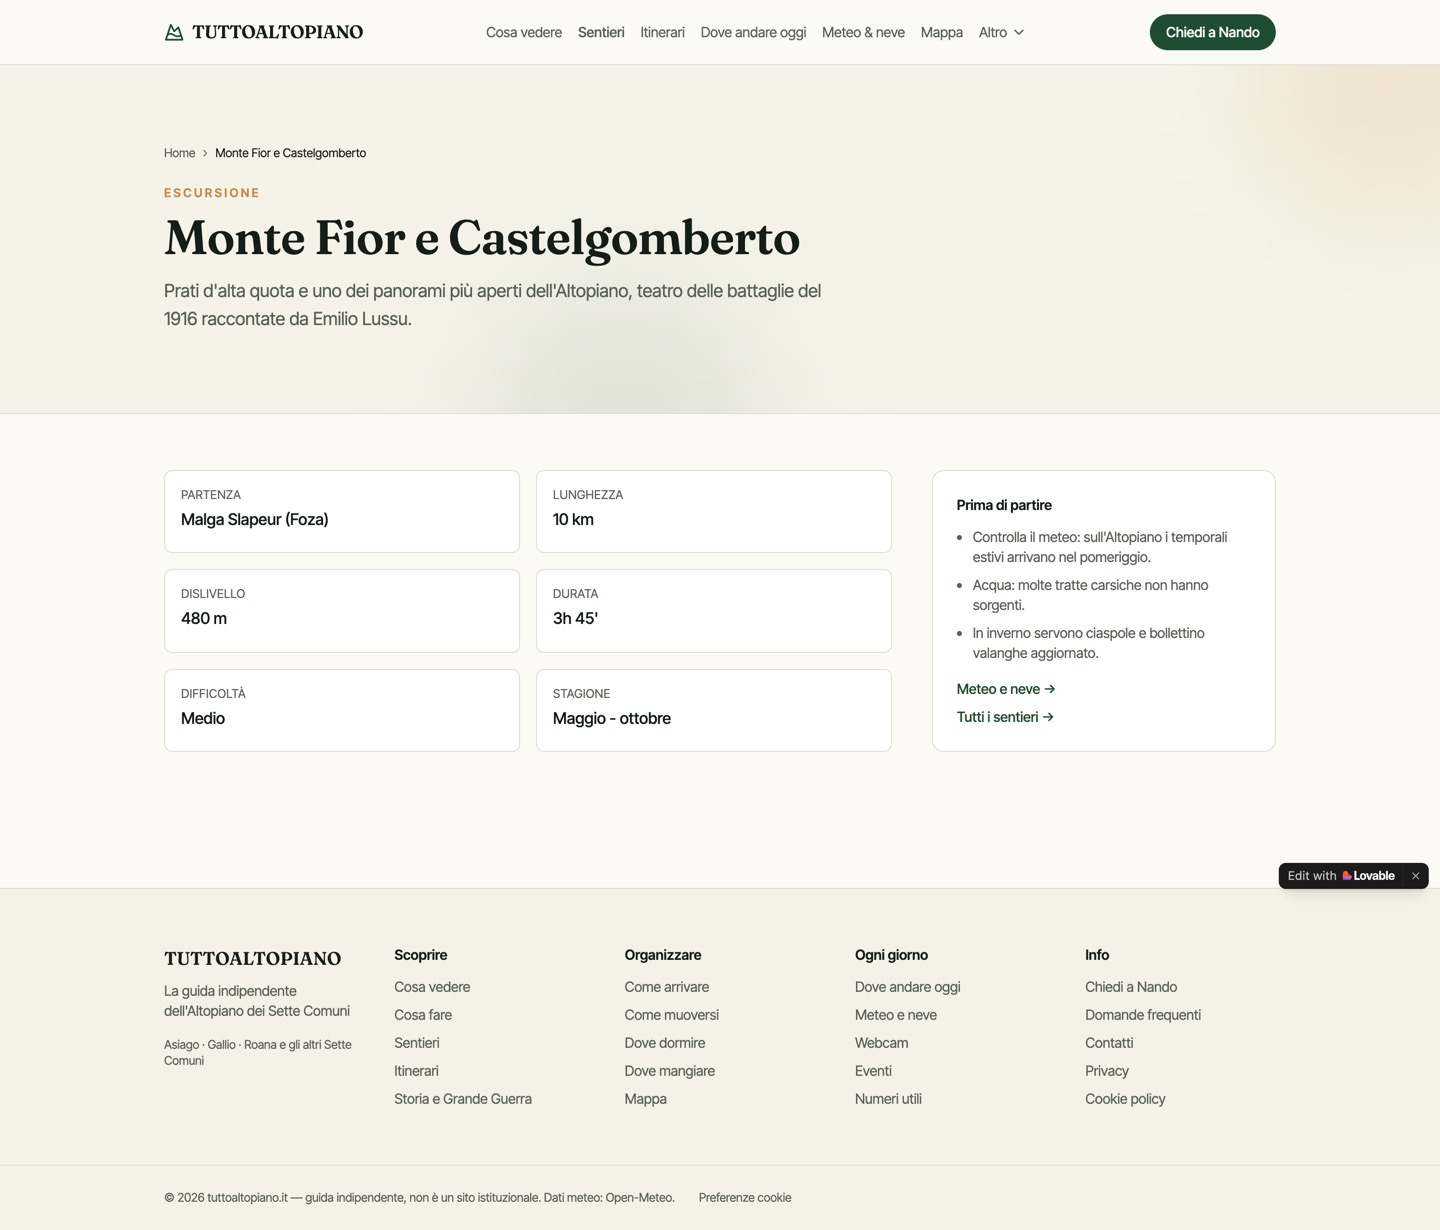 TUTTOALTOPIANO
Cosa vedere
Sentieri
Itinerari
Dove andare oggi
Meteo & neve
Mappa
Altro
Chiedi a Nando
Home
Monte Fior e Castelgomberto
ESCURSIONE
Monte Fior e Castelgomberto
Prati d'alta quota e uno dei panorami più aperti dell'Altopiano, teatro delle battaglie del
1916 raccontate da Emilio Lussu.
PARTENZA
Malga Slapeur (Foza)
LUNGHEZZA
10 km
DISLIVELLO
480 m
DURATA
3h 45'
DIFFICOLTÀ
Medio
STAGIONE
Maggio - ottobre
Prima di partire
• Controlla il meteo: sull'Altopiano i temporali
estivi arrivano nel pomeriggio.
• Acqua: molte tratte carsiche non hanno
sorgenti.
• In inverno servono ciaspole e bollettino
valanghe aggiornato.
Meteo e neve →
Tutti i sentieri →
Edit with Lovable ×
TUTTOALTOPIANO
La guida indipendente
dell'Altopiano dei Sette Comuni
Asiago · Gallio · Roana e gli altri Sette
Comuni
Scoprire
Cosa vedere
Cosa fare
Sentieri
Itinerari
Storia e Grande Guerra
Organizzare
Come arrivare
Come muoversi
Dove dormire
Dove mangiare
Mappa
Ogni giorno
Dove andare oggi
Meteo e neve
Webcam
Eventi
Numeri utili
Info
Chiedi a Nando
Domande frequenti
Contatti
Privacy
Cookie policy
© 2026 tuttoaltopiano.it — guida indipendente, non è un sito istituzionale. Dati meteo: Open-Meteo.
Preferenze cookie